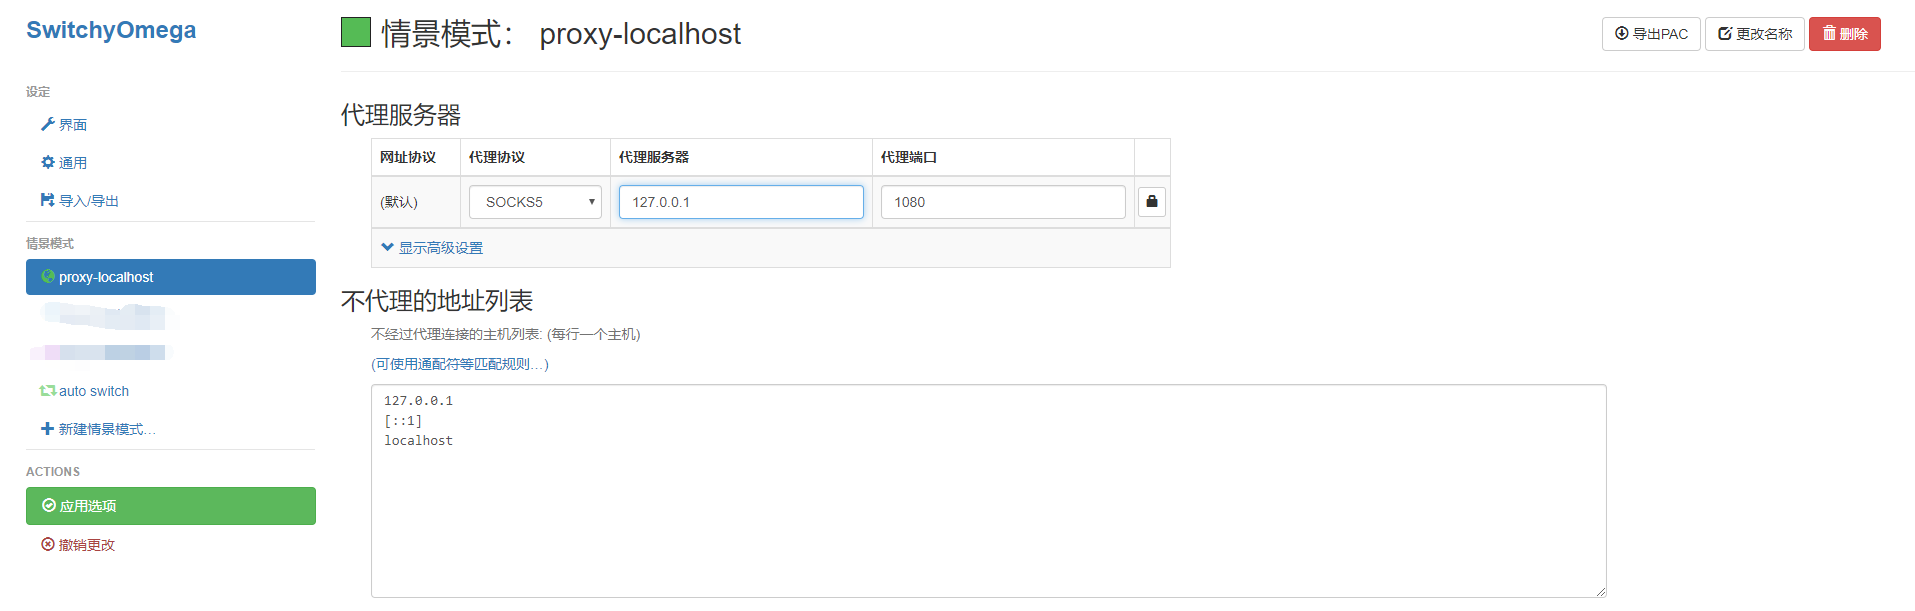 SwitchyOmega
设定
界面
通用
导入/导出
情景模式
proxy-localhost
auto switch
新建情景模式…
ACTIONS
应用选项
撤销更改
情景模式： proxy-localhost
导出PAC 更改名称 删除
代理服务器
网址协议 代理协议 代理服务器 代理端口
(默认) SOCKS5 127.0.0.1 1080
显示高级设置
不代理的地址列表
不经过代理连接的主机列表: (每行一个主机)
(可使用通配符等匹配规则…)
127.0.0.1
[::1]
localhost